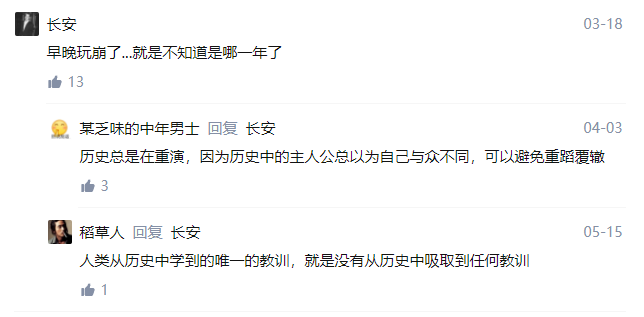 长安 03-18
早晚玩崩了...就是不知道是哪一年了
13
某乏味的中年男士 回复 长安 04-03
历史总是在重演，因为历史中的主人公总以为自己与众不同，可以避免重蹈覆辙
3
稻草人 回复 长安 05-15
人类从历史中学到的唯一的教训，就是没有从历史中吸取到任何教训
1